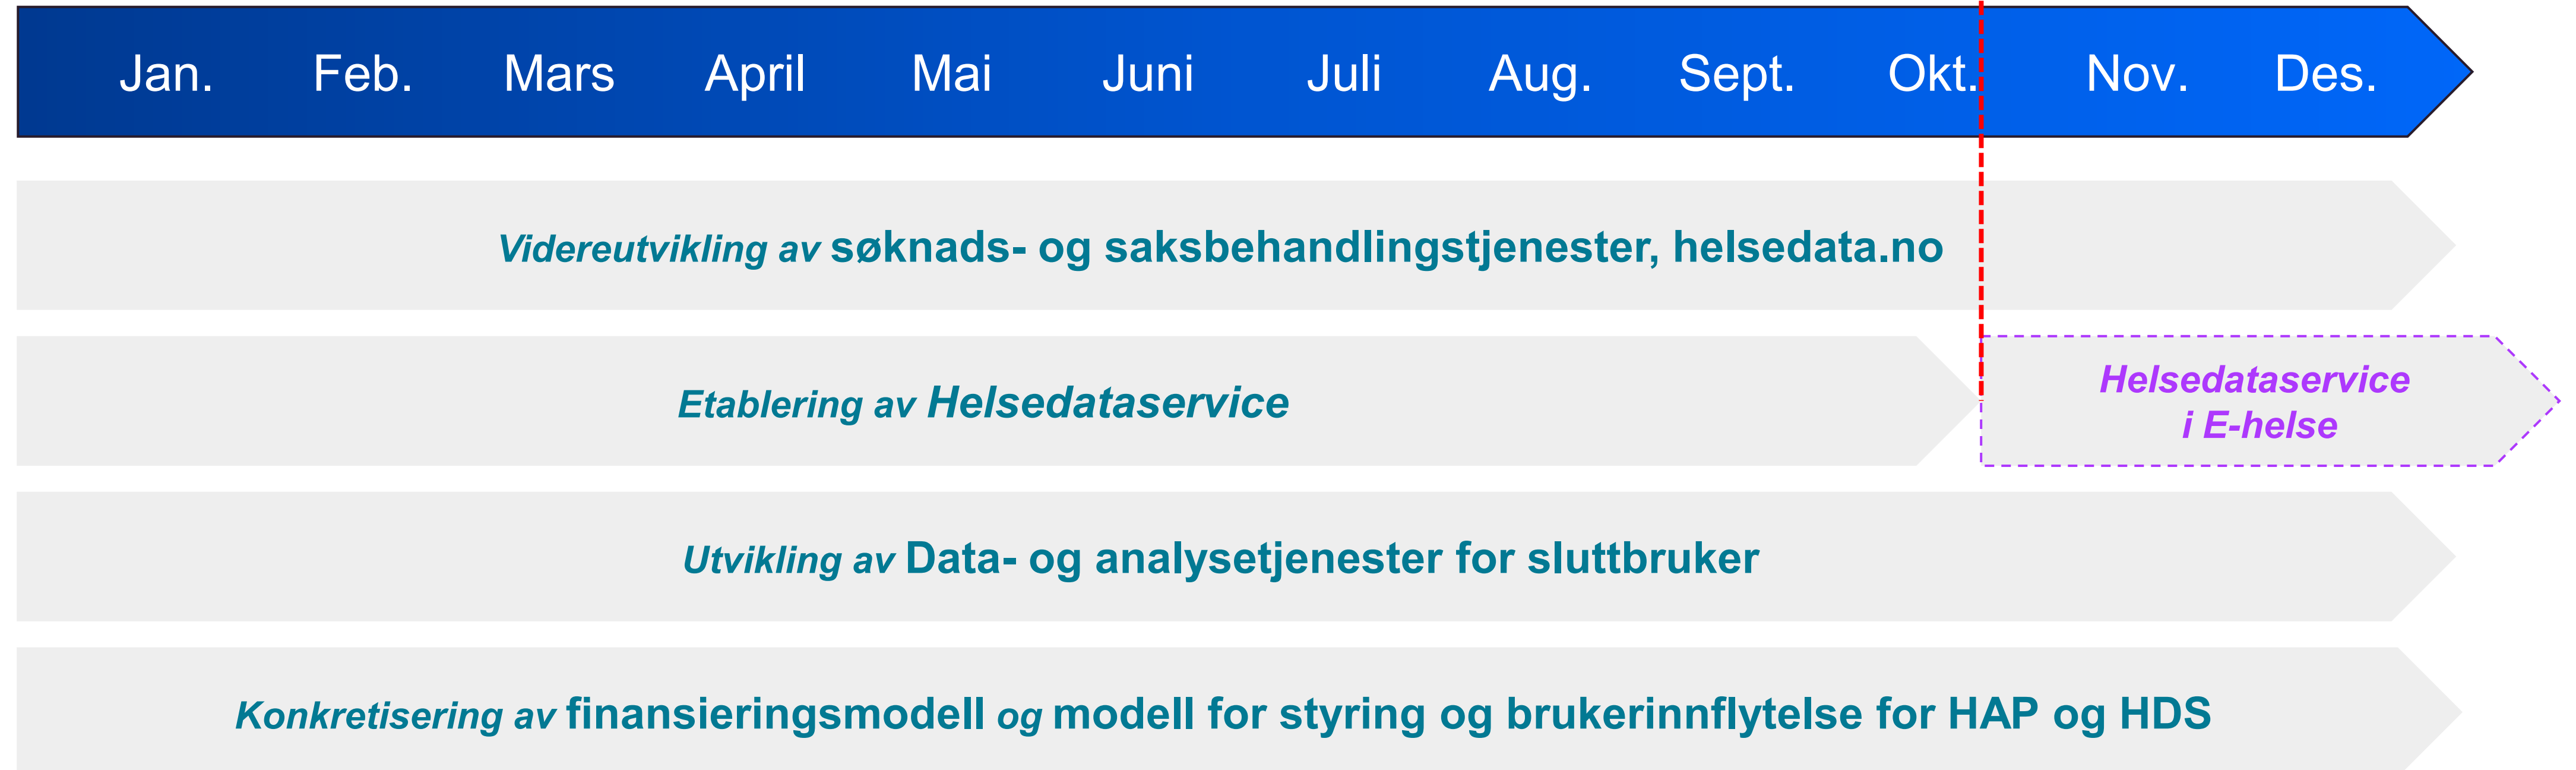 Jan. Feb. Mars April Mai Juni Juli Aug. Sept. Okt. Nov. Des.
Videreutvikling av søknads- og saksbehandlingstjenester, helsedata.no
Etablering av Helsedataservice
Helsedataservice
i E-helse
Utvikling av Data- og analysetjenester for sluttbruker
Konkretisering av finansieringsmodell og modell for styring og brukerinnflytelse for HAP og HDS